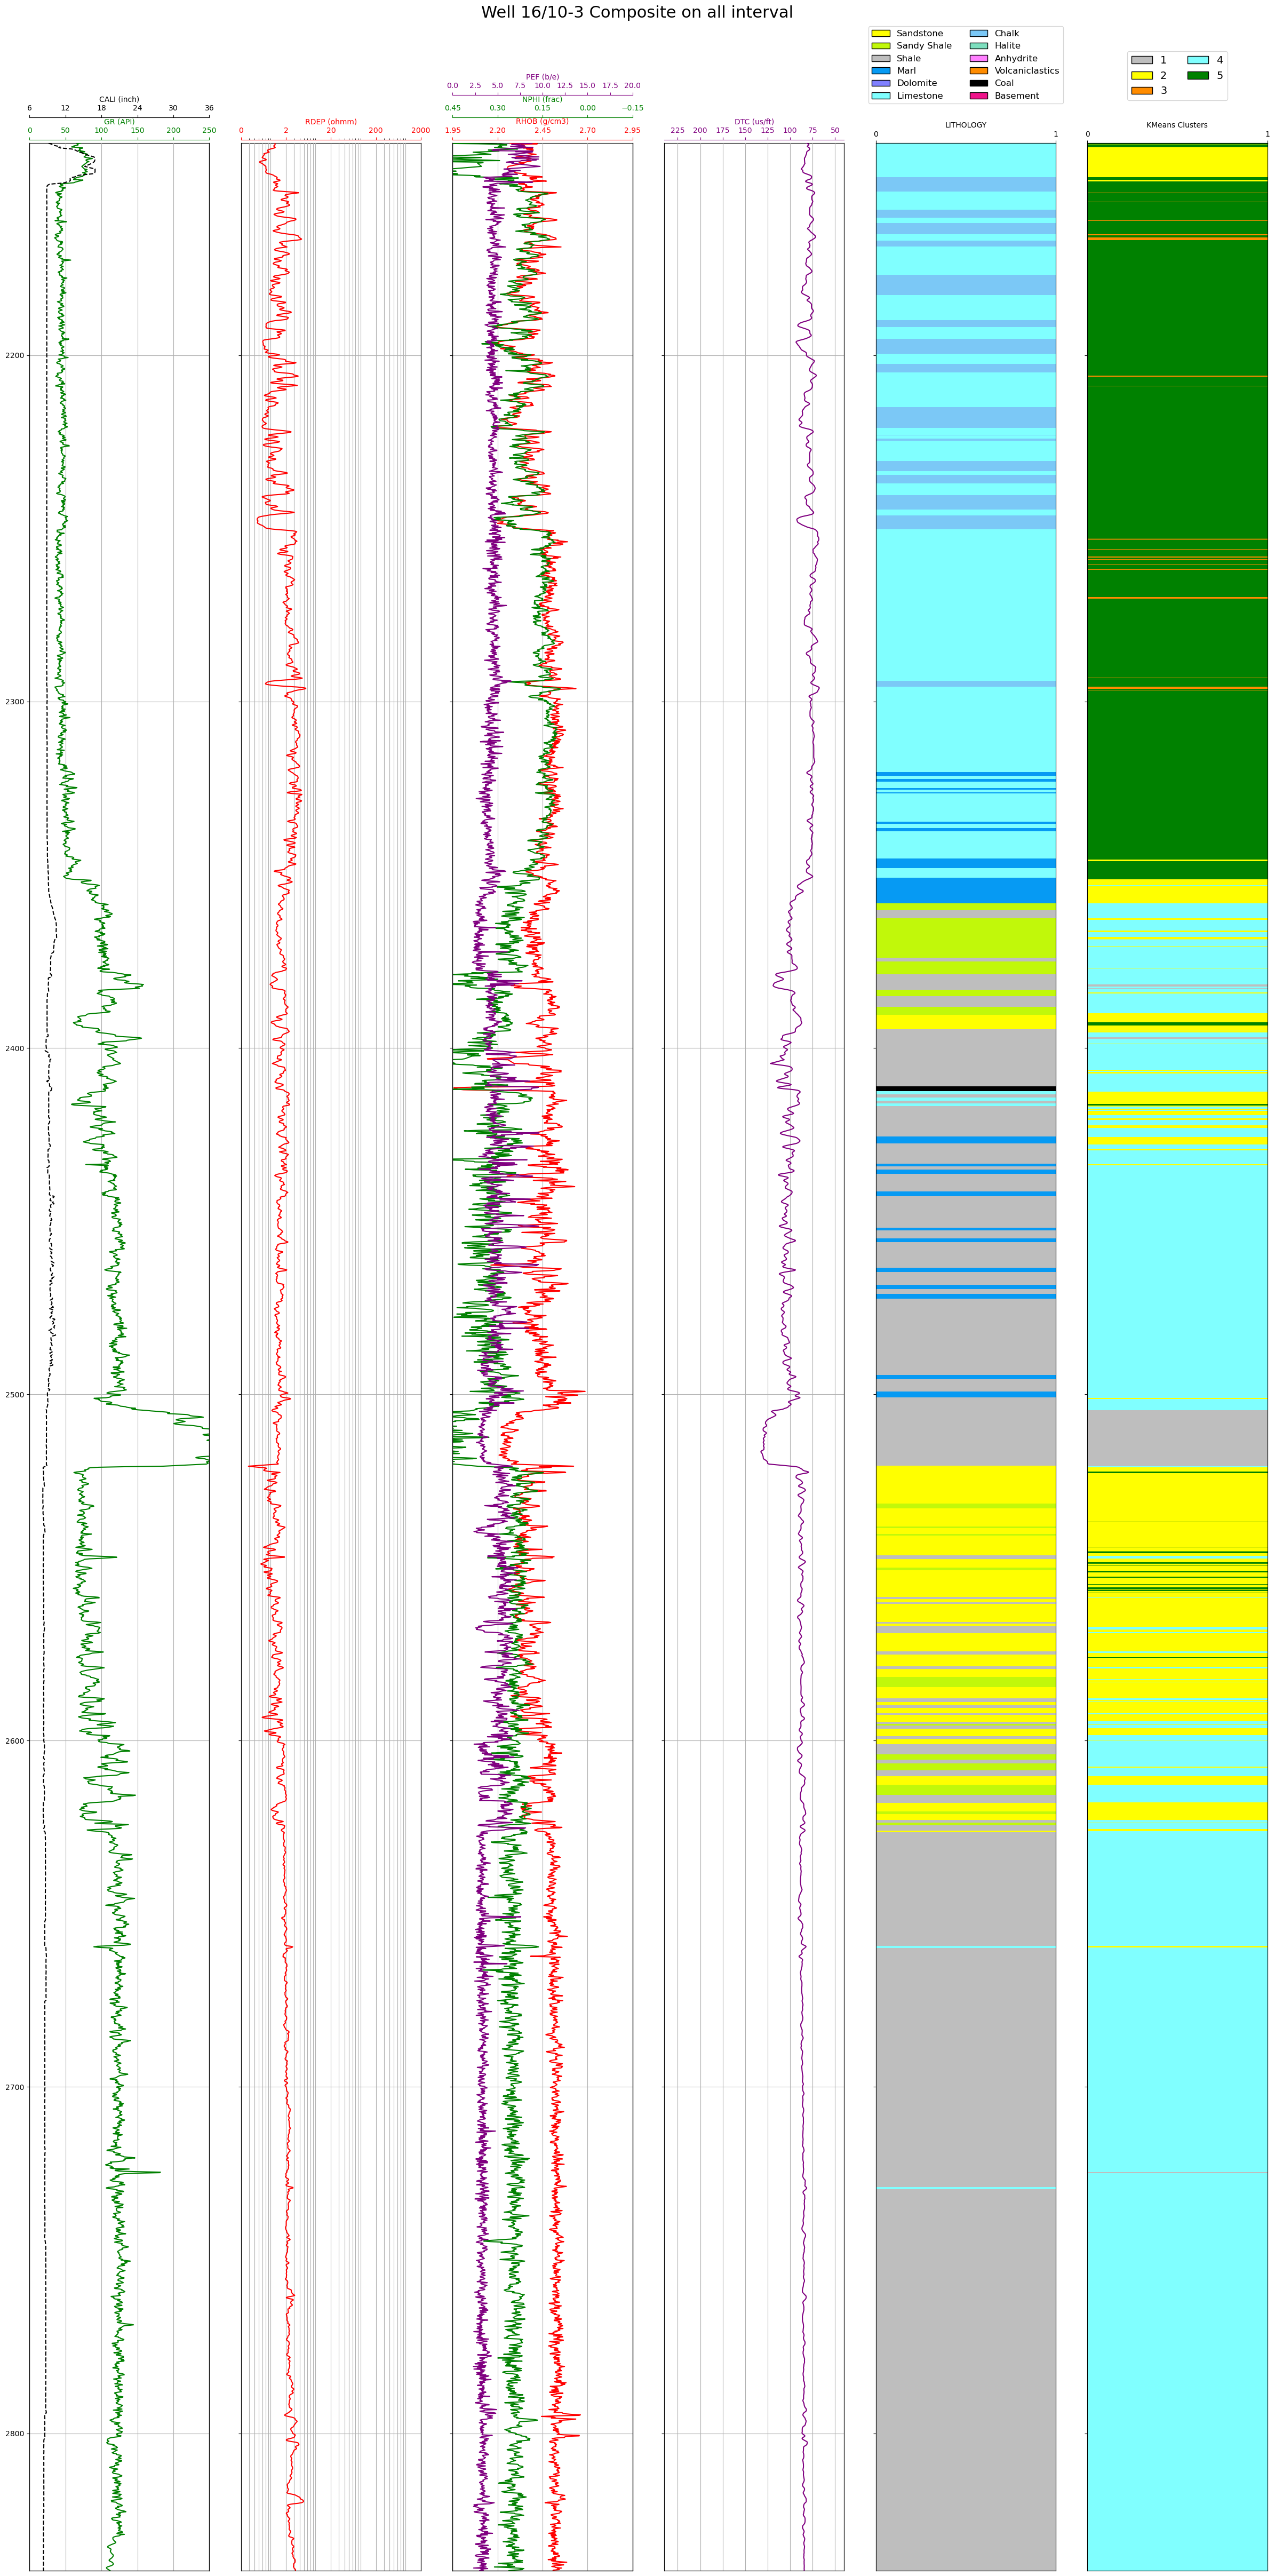 Well 16/10-3 Composite on all interval
Sandstone Chalk
Sandy Shale Halite
Shale Anhydrite
Marl Volcaniclastics
Dolomite Coal
Limestone Basement
1 4
2 5
3
PEF (b/e)
0.0 2.5 5.0 7.5 10.0 12.5 15.0 17.5 20.0
CALI (inch) NPHI (frac)
6 12 18 24 30 36 0.45 0.30 0.15 0.00 −0.15
GR (API) RDEP (ohmm) RHOB (g/cm3) DTC (us/ft) LITHOLOGY KMeans Clusters
0 50 100 150 200 250 0 2 20 200 2000 1.95 2.20 2.45 2.70 2.95 225 200 175 150 125 100 75 50 0 1 0 1
2200
2300
2400
2500
2600
2700
2800